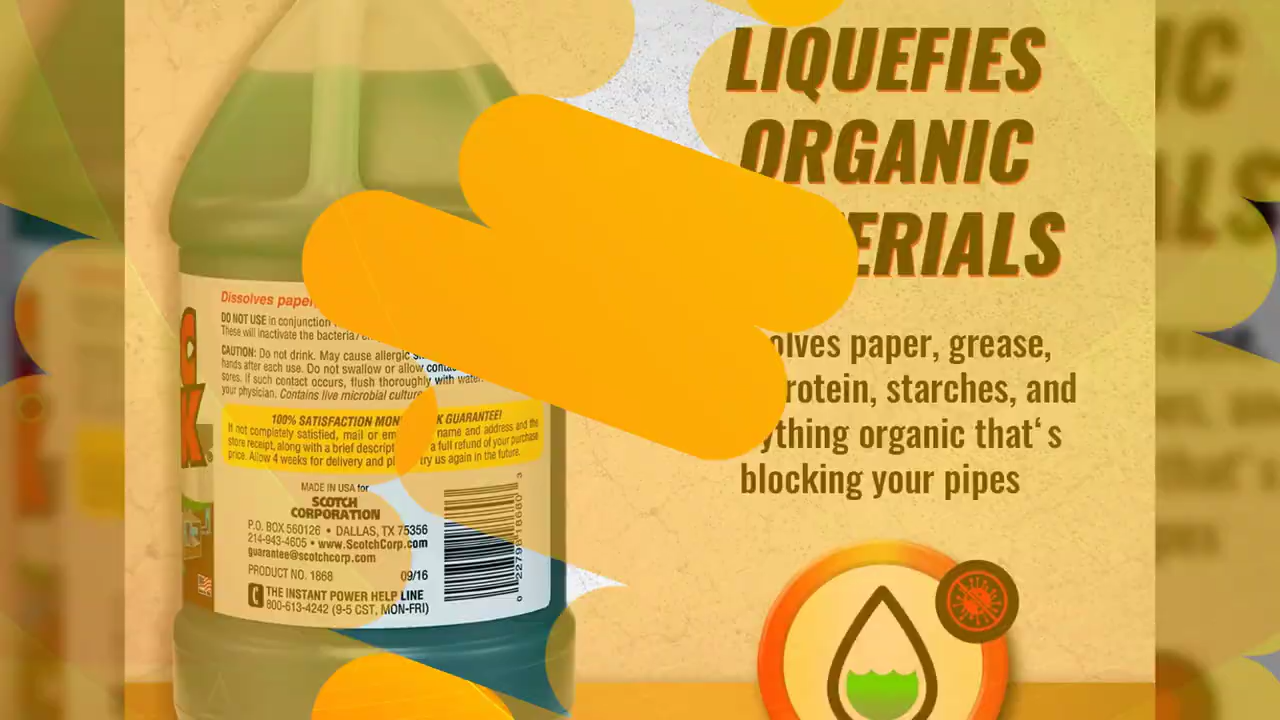 LIQUEFIES
ORGANIC
ERIALS
olves paper, grease,
rotein, starches, and
ything organic that's
blocking your pipes
Dissolves paper,
DO NOT USE in conjunction
These will inactivate the bacteria
CAUTION: Do not drink. May cause allergic
hands after each use. Do not swallow or allow
sores. If such contact occurs, flush thoroughly with water.
your physician. Contains live microbial
100% SATISFACTION GUARANTEE!
If not completely satisfied, mail or name and address and the
store receipt, along with a brief a full refund of your purchase
price. Allow 4 weeks for delivery and try us again in the future.
MADE IN USA for
SCOTCH
CORPORATION
P.O. BOX 560126 • DALLAS, TX 75356
214-943-4605 • www.ScotchCorp.com
guarantee@scotchcorp.com
PRODUCT NO. 1868 09/16
THE INSTANT POWER HELP LINE
800-613-4242 (9-5 CST, MON-FRI)